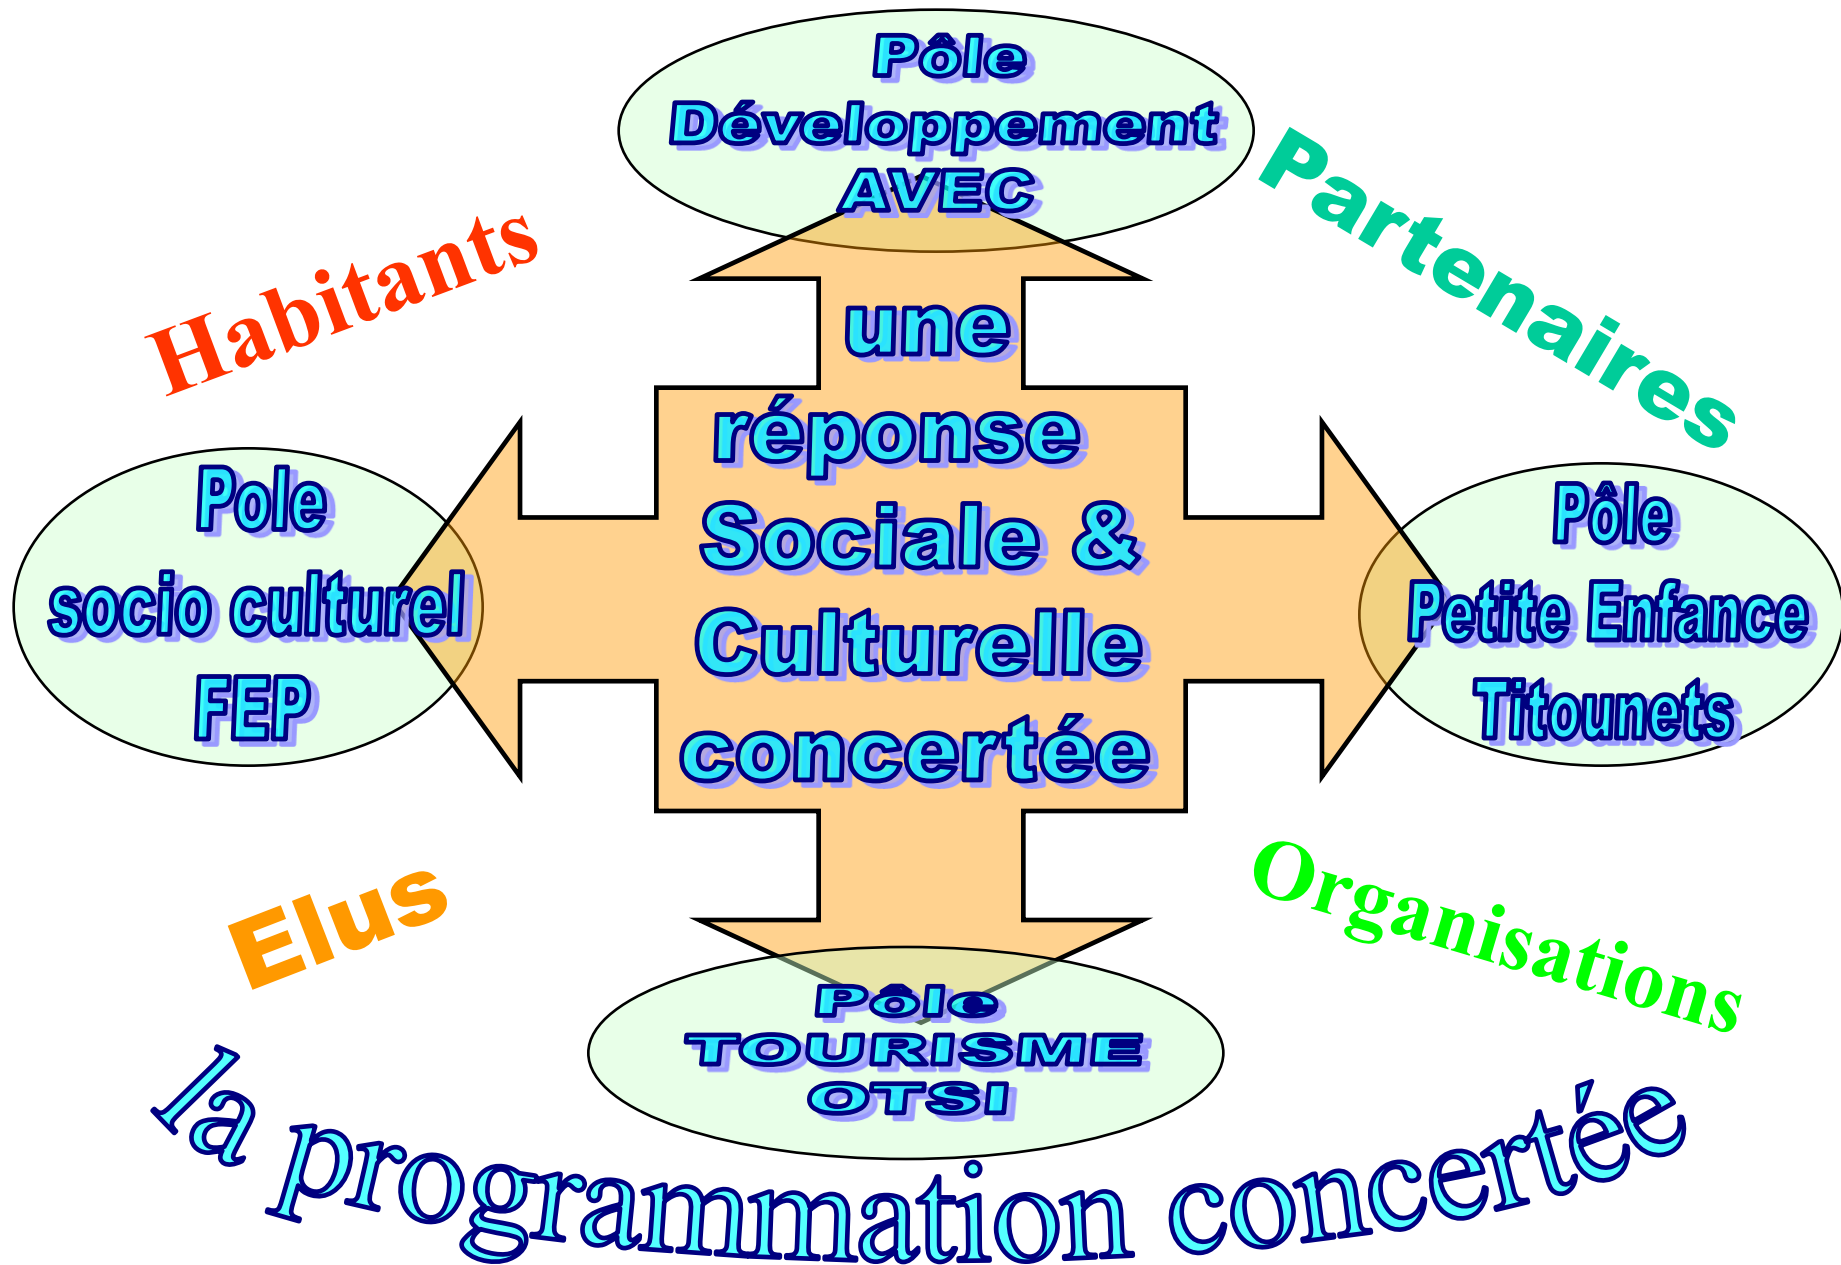 Pôle
Développement
AVEC
Habitants
Partenaires
une
réponse
Sociale &
Culturelle
concertée
Pole
socio culturel
FEP
Pôle
Petite Enfance
Titounets
Elus
Organisations
Pôle
TOURISME
OTSI
la programmation concertée